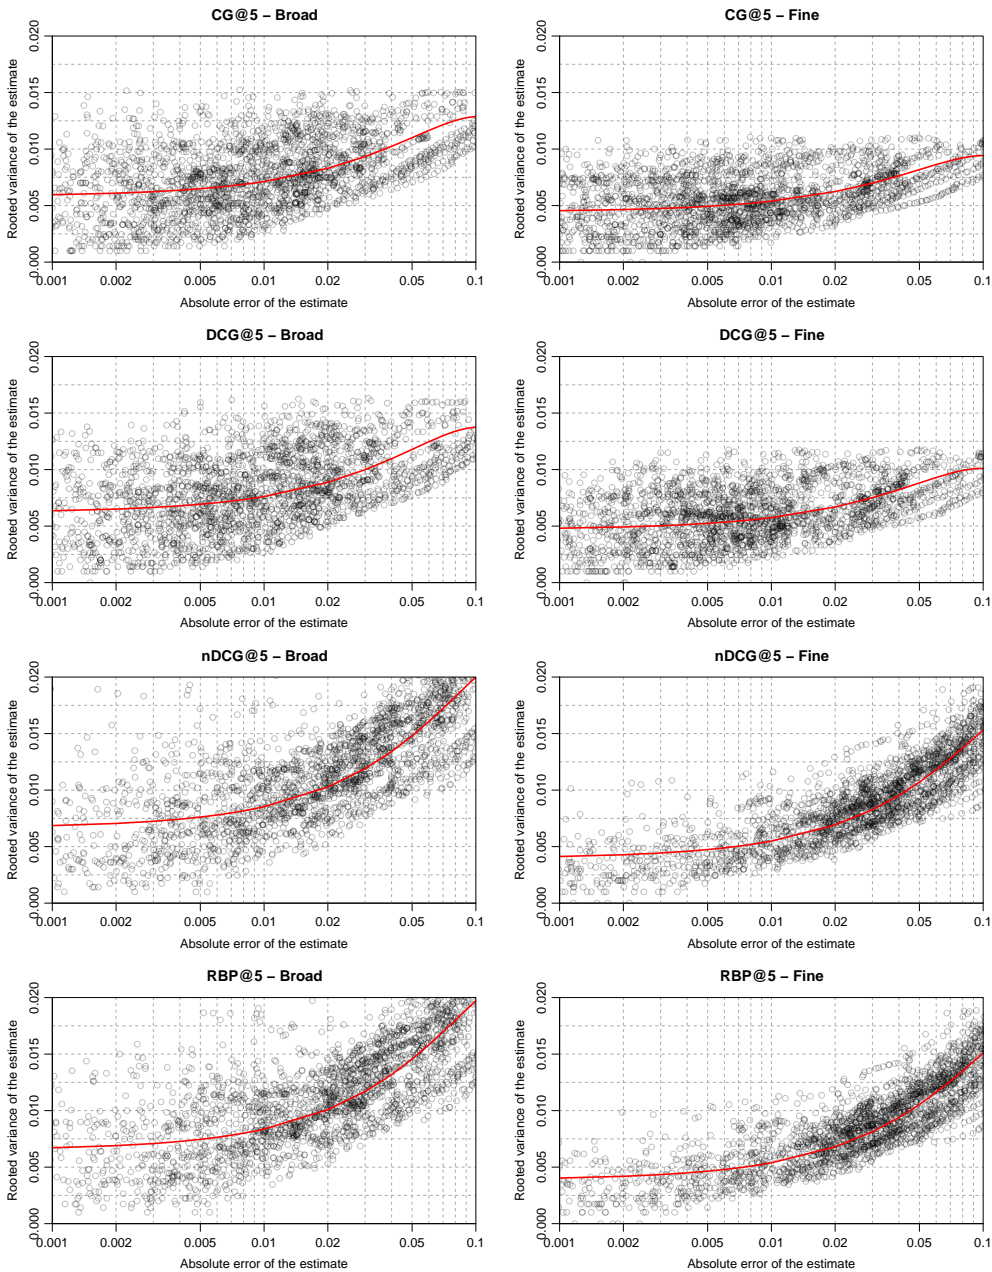 CG@5 – Broad
Rooted variance of the estimate
0.000 0.005 0.010 0.015 0.020
0.001 0.002 0.005 0.01 0.02 0.05 0.1
Absolute error of the estimate
CG@5 – Fine
Rooted variance of the estimate
0.000 0.005 0.010 0.015 0.020
0.001 0.002 0.005 0.01 0.02 0.05 0.1
Absolute error of the estimate
DCG@5 – Broad
Rooted variance of the estimate
0.000 0.005 0.010 0.015 0.020
0.001 0.002 0.005 0.01 0.02 0.05 0.1
Absolute error of the estimate
DCG@5 – Fine
Rooted variance of the estimate
0.000 0.005 0.010 0.015 0.020
0.001 0.002 0.005 0.01 0.02 0.05 0.1
Absolute error of the estimate
nDCG@5 – Broad
Rooted variance of the estimate
0.000 0.005 0.010 0.015 0.020
0.001 0.002 0.005 0.01 0.02 0.05 0.1
Absolute error of the estimate
nDCG@5 – Fine
Rooted variance of the estimate
0.000 0.005 0.010 0.015 0.020
0.001 0.002 0.005 0.01 0.02 0.05 0.1
Absolute error of the estimate
RBP@5 – Broad
Rooted variance of the estimate
0.000 0.005 0.010 0.015 0.020
0.001 0.002 0.005 0.01 0.02 0.05 0.1
Absolute error of the estimate
RBP@5 – Fine
Rooted variance of the estimate
0.000 0.005 0.010 0.015 0.020
0.001 0.002 0.005 0.01 0.02 0.05 0.1
Absolute error of the estimate